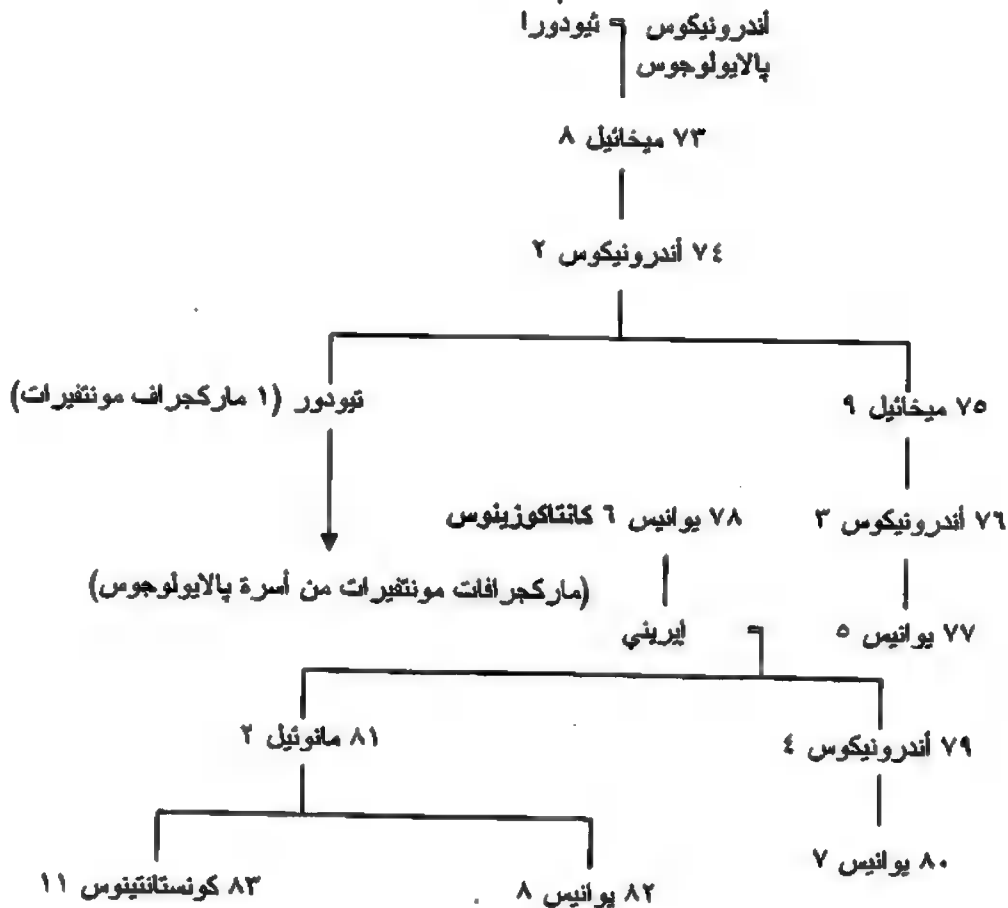 أندرونيكوس = ثيودورا
پالايولوجوس
٧٣ ميخائيل ٨
٧٤ أندرونيكوس ٢
٧٥ ميخائيل ٩
تيودور (١ ماركجراف مونتفيرات)
٧٦ أندرونيكوس ٣
٧٨ يوانيس ٦ كانتاكوزينوس
(ماركجرافات مونتفيرات من أسرة پالايولوجوس)
٧٧ يوانيس ٥ = إيريني
٧٩ أندرونيكوس ٤
٨١ مانوئيل ٢
٨٠ يوانيس ٧
٨٢ يوانيس ٨
٨٣ كونستانتينوس ١١